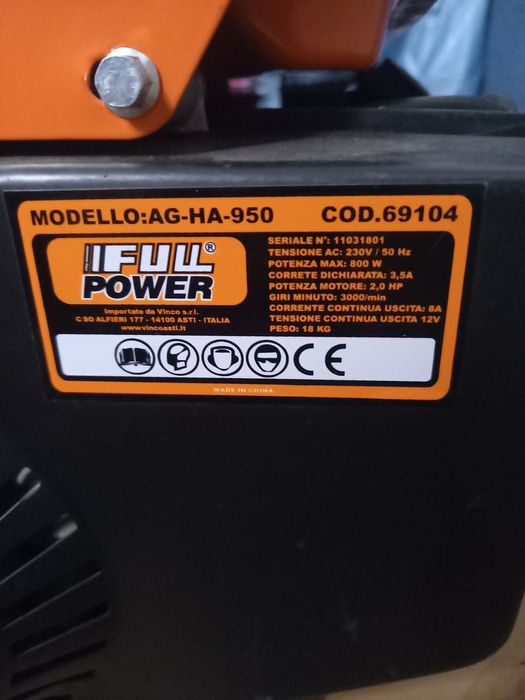 MODELLO:AG-HA-950 COD.69104
FULL®
POWER
Importato da Vinco s.r.l.
C SO ALFIERI 177 - 14100 ASTI - ITALIA
www.vincoasti.it
SERIALE N°: 11031801
TENSIONE AC: 230V / 50 Hz
POTENZA MAX: 800 W
CORRETE DICHIARATA: 3,5A
POTENZA MOTORE: 2,0 HP
GIRI MINUTO: 3000/min
CORRENTE CONTINUA USCITA: 8A
TENSIONE CONTINUA USCITA 12V
PESO: 18 KG
CE
MADE IN CHINA